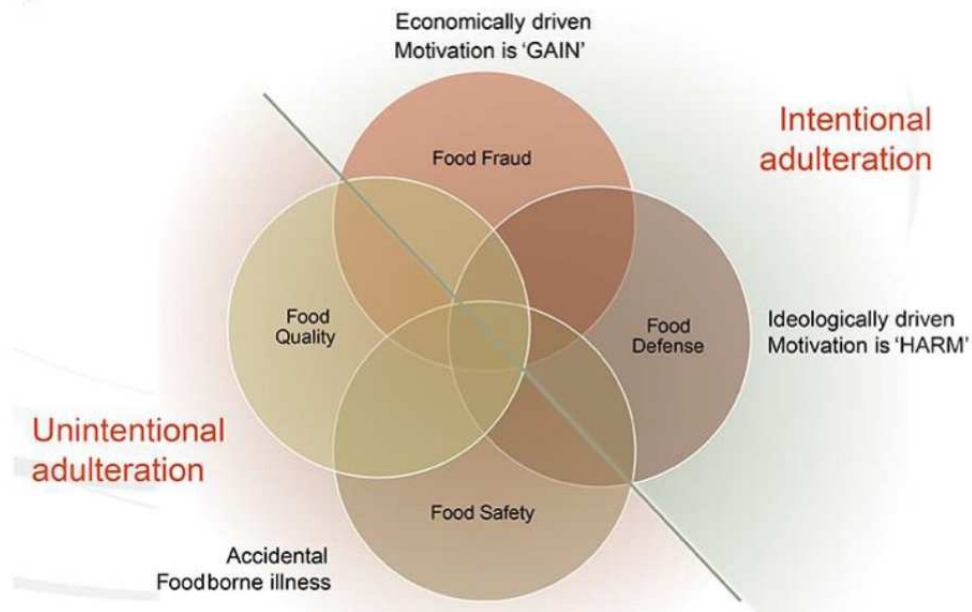 Economically driven
Motivation is ‘GAIN’
Intentional
adulteration
Food Fraud
Food
Quality
Food
Defense
Ideologically driven
Motivation is ‘HARM’
Unintentional
adulteration
Food Safety
Accidental
Foodborne illness